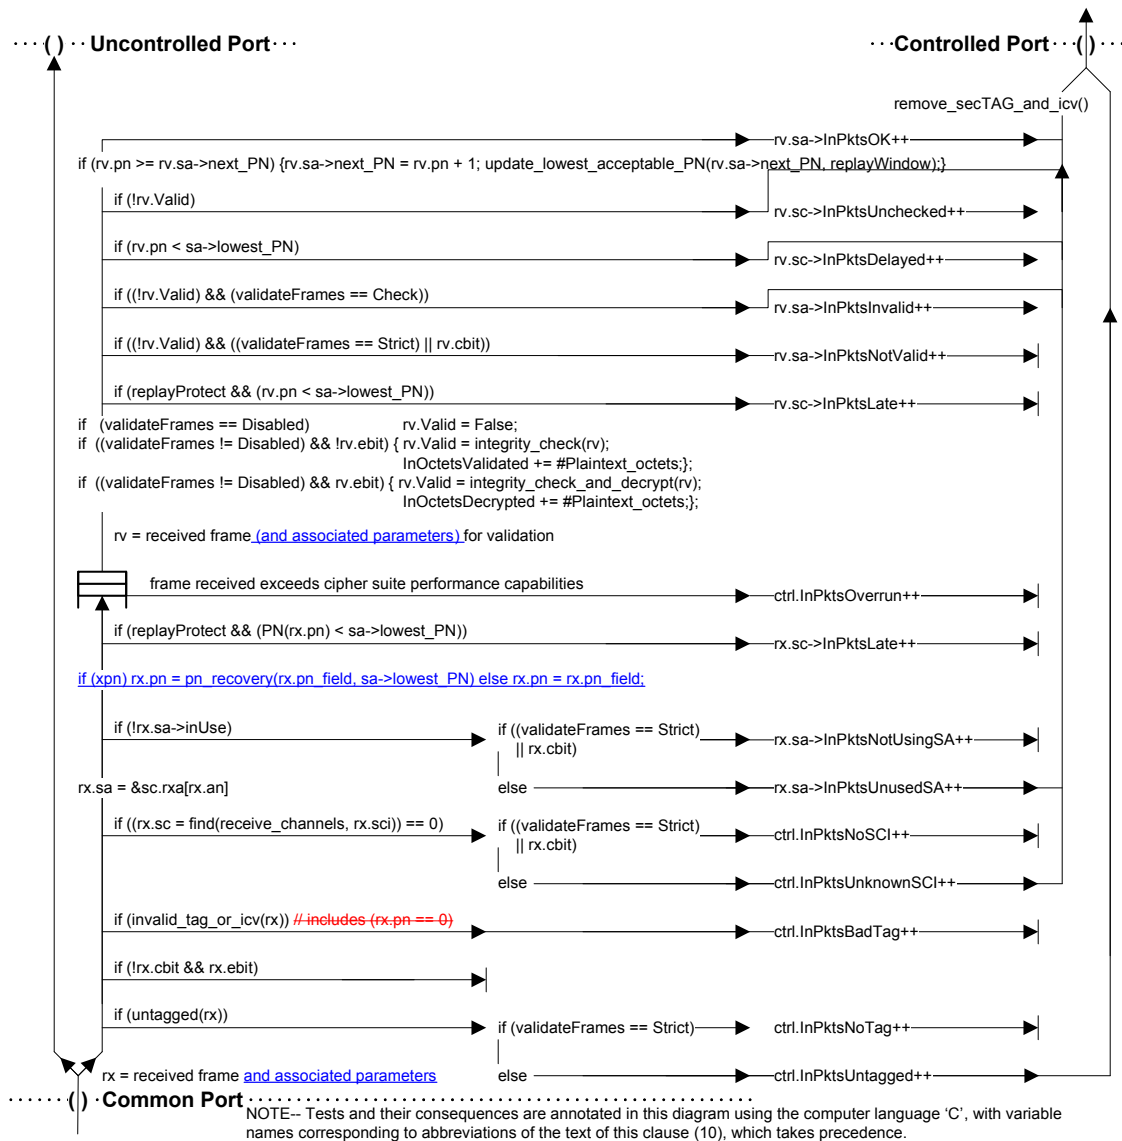 ( ) Uncontrolled Port
Controlled Port ( )
remove_secTAG_and_icv()
rv.sa->InPktsOK++
if (rv.pn >= rv.sa->next_PN) {rv.sa->next_PN = rv.pn + 1; update_lowest_acceptable_PN(rv.sa->next_PN, replayWindow);}
if (!rv.Valid)
rv.sc->InPktsUnchecked++
if (rv.pn < sa->lowest_PN)
rv.sc->InPktsDelayed++
if ((!rv.Valid) && (validateFrames == Check))
rv.sa->InPktsInvalid++
if ((!rv.Valid) && ((validateFrames == Strict) || rv.cbit))
rv.sa->InPktsNotValid++
if (replayProtect && (rv.pn < sa->lowest_PN))
rv.sc->InPktsLate++
if (validateFrames == Disabled) rv.Valid = False;
if ((validateFrames != Disabled) && !rv.ebit) { rv.Valid = integrity_check(rv);
InOctetsValidated += #Plaintext_octets;};
if ((validateFrames != Disabled) && rv.ebit) { rv.Valid = integrity_check_and_decrypt(rv);
InOctetsDecrypted += #Plaintext_octets;};
rv = received frame (and associated parameters) for validation
frame received exceeds cipher suite performance capabilities
ctrl.InPktsOverrun++
if (replayProtect && (PN(rx.pn) < sa->lowest_PN))
rx.sc->InPktsLate++
if (xpn) rx.pn = pn_recovery(rx.pn_field, sa->lowest_PN) else rx.pn = rx.pn_field;
if (!rx.sa->inUse)
if ((validateFrames == Strict)
|| rx.cbit)
rx.sa->InPktsNotUsingSA++
rx.sa = &sc.rxa[rx.an]
else
rx.sa->InPktsUnusedSA++
if ((rx.sc = find(receive_channels, rx.sci)) == 0)
if ((validateFrames == Strict)
|| rx.cbit)
ctrl.InPktsNoSCI++
else
ctrl.InPktsUnknownSCI++
if (invalid_tag_or_icv(rx)) // includes (rx.pn == 0)
ctrl.InPktsBadTag++
if (!rx.cbit && rx.ebit)
if (untagged(rx))
if (validateFrames == Strict)
ctrl.InPktsNoTag++
rx = received frame and associated parameters
else
ctrl.InPktsUntagged++
( ) Common Port
NOTE-- Tests and their consequences are annotated in this diagram using the computer language ‘C’, with variable
names corresponding to abbreviations of the text of this clause (10), which takes precedence.